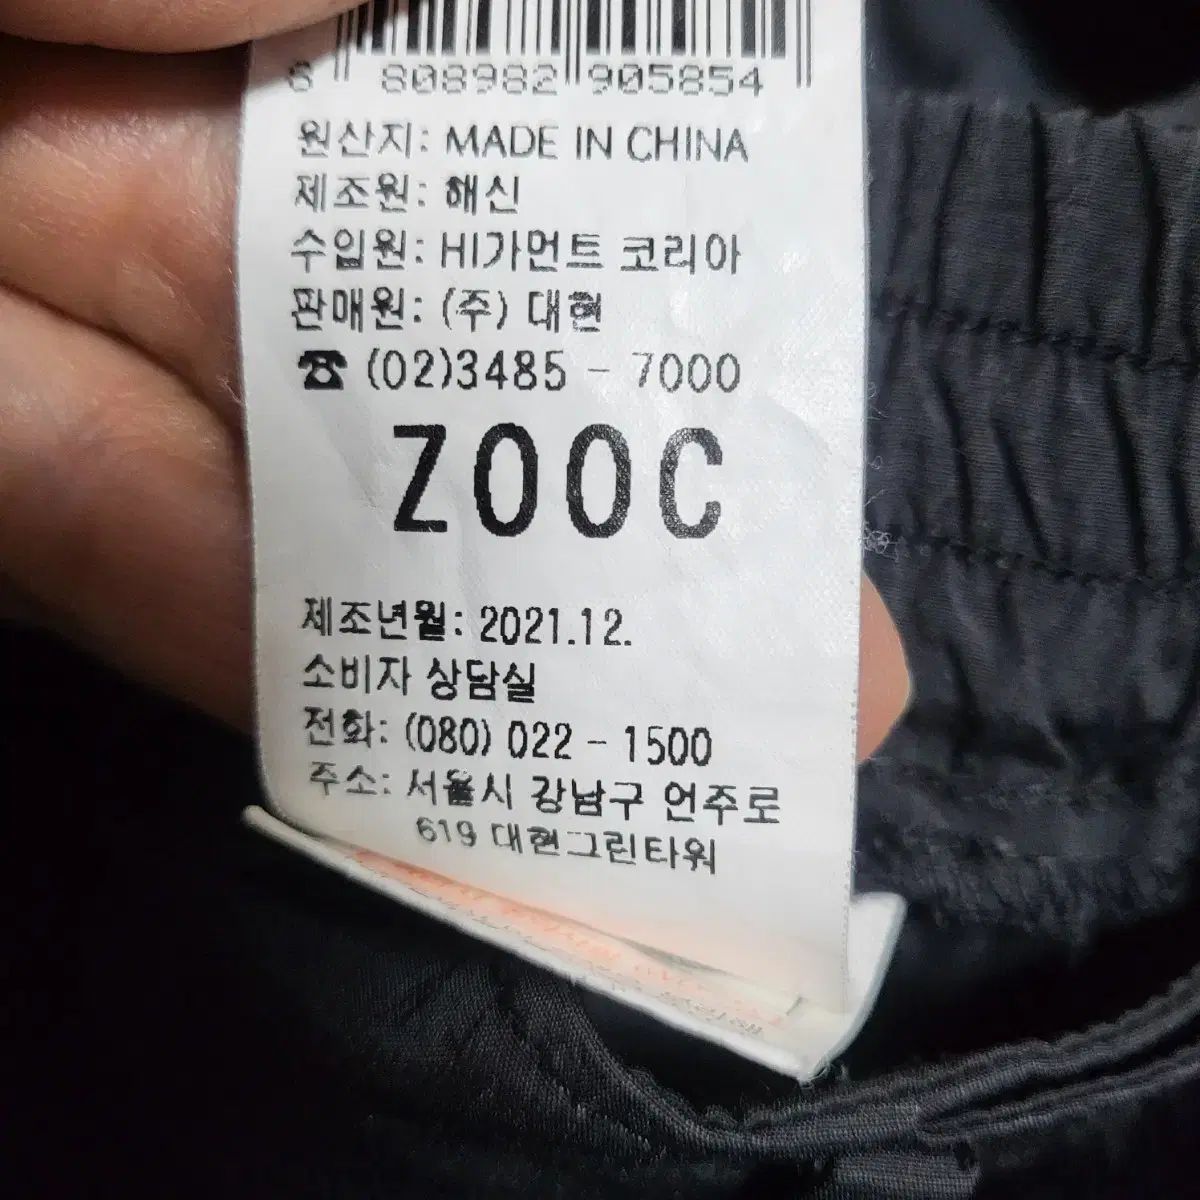 8 808982 905854
원산지: MADE IN CHINA
제조원: 해신
수입원: HI가먼트 코리아
판매원: (주) 대현
☎ (02)3485 - 7000
ZOOC
제조년월: 2021.12.
소비자 상담실
전화: (080) 022 - 1500
주소: 서울시 강남구 언주로
619 대현그린타워